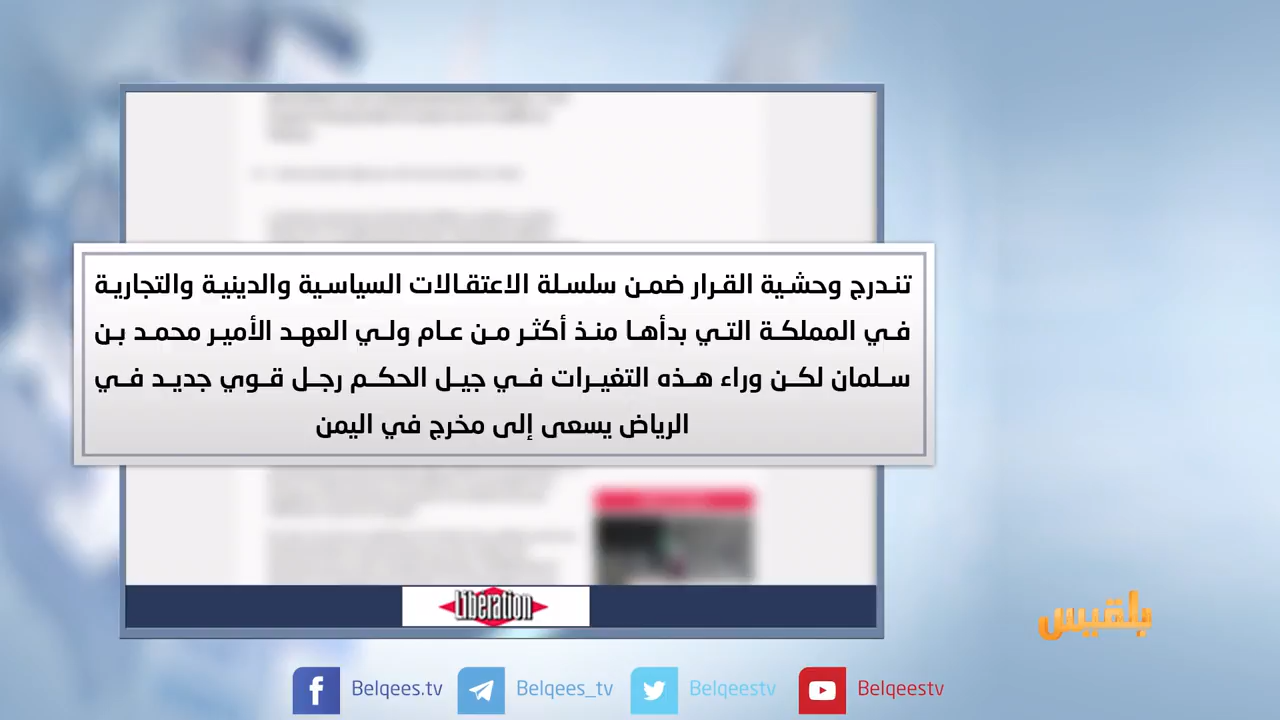 تندرج وحشية القرار ضمن سلسلة الاعتقالات السياسية والدينية والتجارية
في المملكة التي بدأها منذ أكثر من عام ولي العهد الأمير محمد بن
سلمان لكن وراء هذه التغيرات في جيل الحكم رجل قوي جديد في
الرياض يسعى إلى مخرج في اليمن
Libération
بلقيس
Belqees.tv
Belqees_tv
Belqeestv
Belqeestv